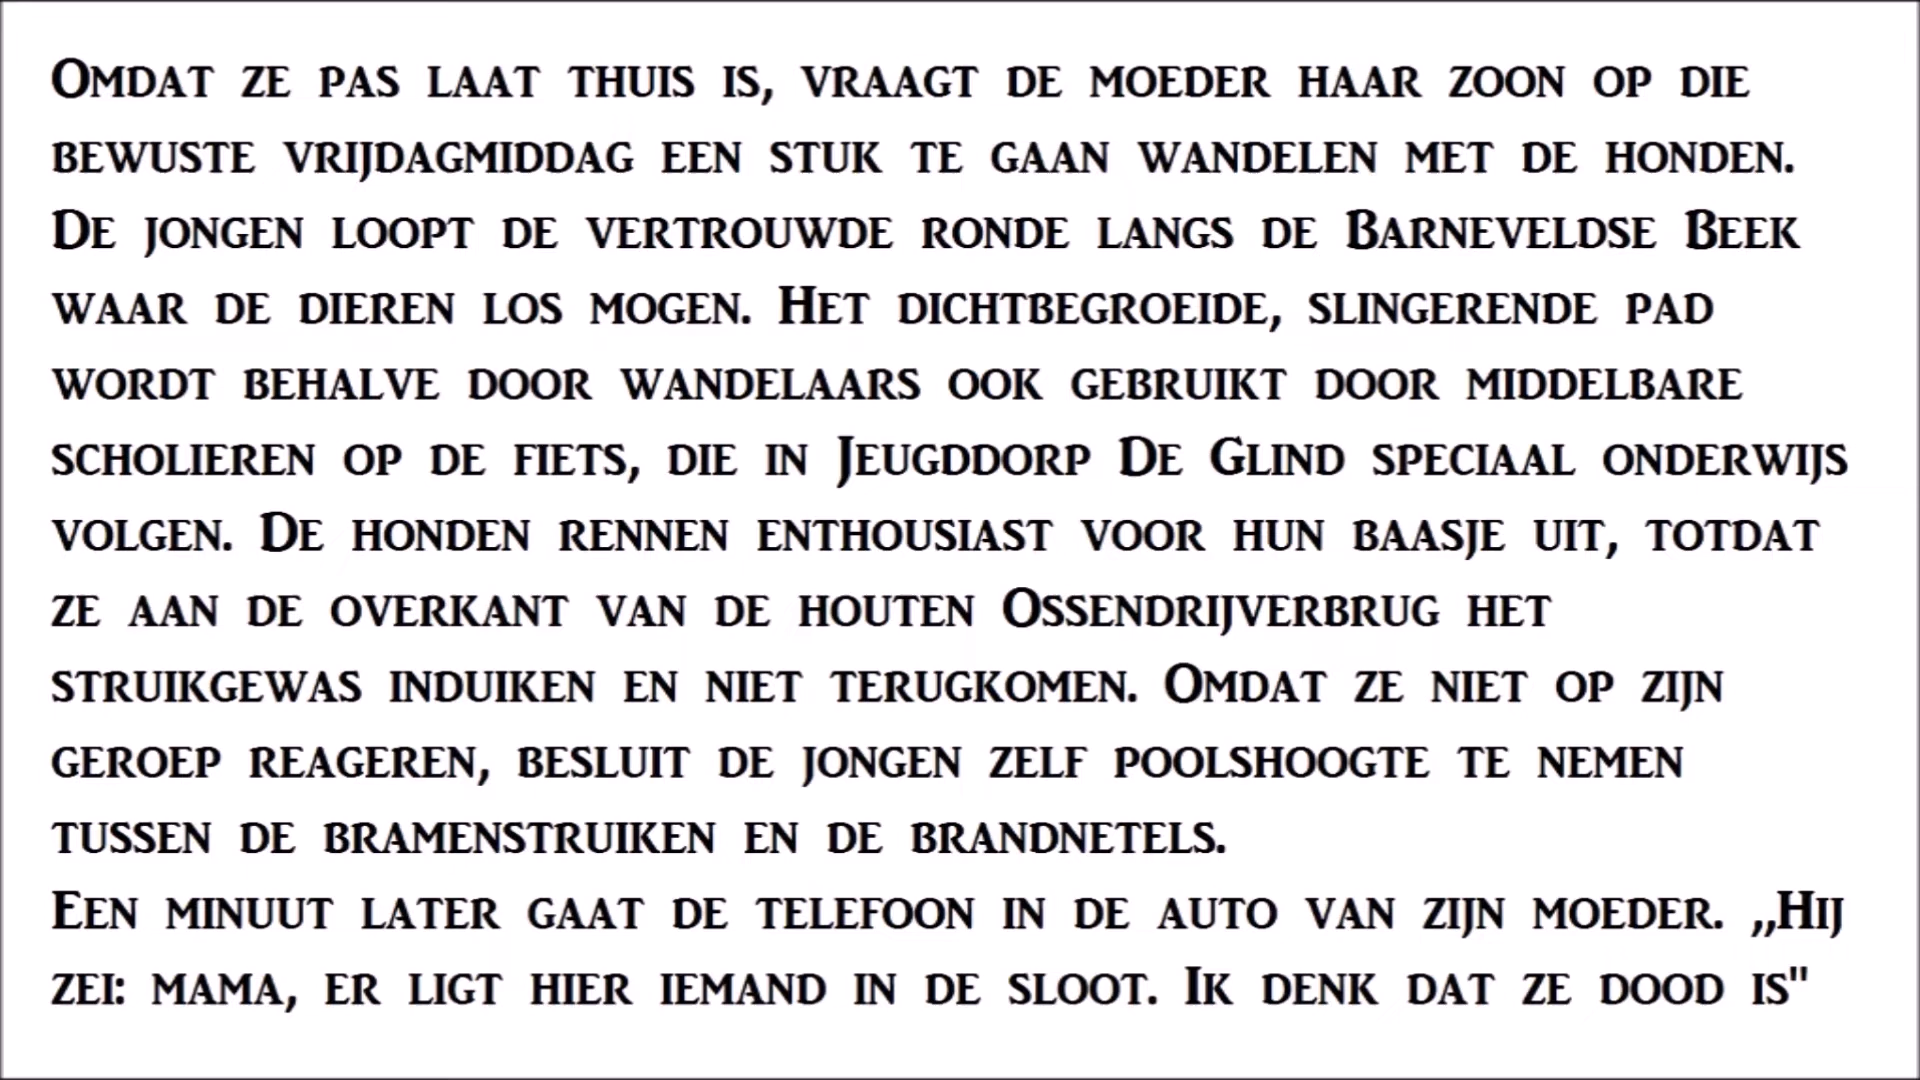 Omdat ze pas laat thuis is, vraagt de moeder haar zoon op die
bewuste vrijdagmiddag een stuk te gaan wandelen met de honden.
De jongen loopt de vertrouwde ronde langs de Barneveldse Beek
waar de dieren los mogen. Het dichtbegroeide, slingerende pad
wordt behalve door wandelaars ook gebruikt door middelbare
scholieren op de fiets, die in Jeugddorp De Glind speciaal onderwijs
volgen. De honden rennen enthousiast voor hun baasje uit, totdat
ze aan de overkant van de houten Ossendrijverbrug het
struikgewas induiken en niet terugkomen. Omdat ze niet op zijn
geroep reageren, besluit de jongen zelf poolshoogte te nemen
tussen de bramenstruiken en de brandnetels.
Een minuut later gaat de telefoon in de auto van zijn moeder. ,,Hij
zei: mama, er ligt hier iemand in de sloot. Ik denk dat ze dood is"